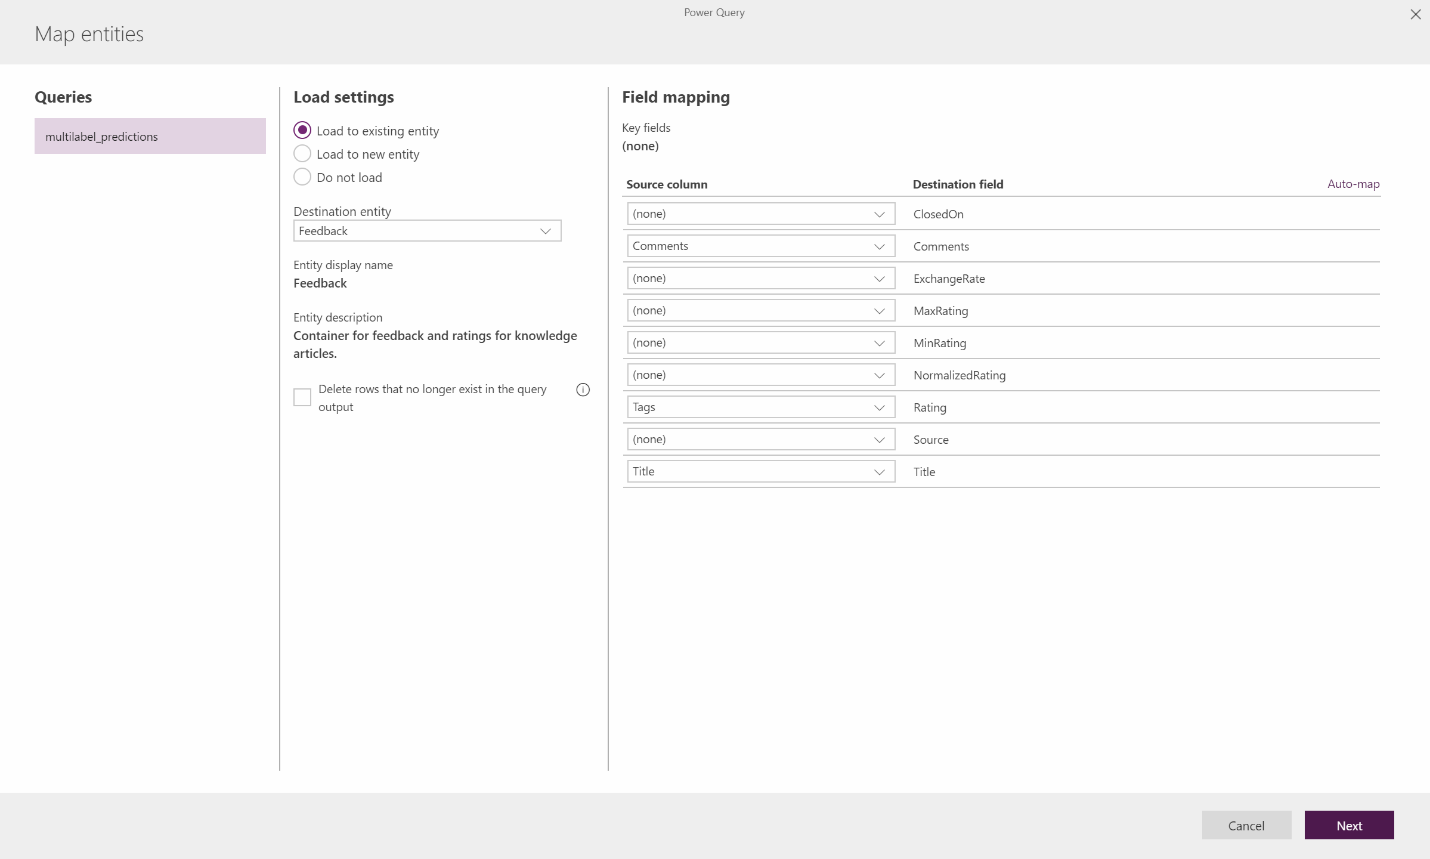 Power Query
Map entities
Queries
multilabel_predictions
Load settings
Load to existing entity
Load to new entity
Do not load
Destination entity
Feedback
Entity display name
Feedback
Entity description
Container for feedback and ratings for knowledge
articles.
Delete rows that no longer exist in the query
output
Field mapping
Key fields
(none)
Source column Destination field Auto-map
(none) ClosedOn
Comments Comments
(none) ExchangeRate
(none) MaxRating
(none) MinRating
(none) NormalizedRating
Tags Rating
(none) Source
Title Title
Cancel Next